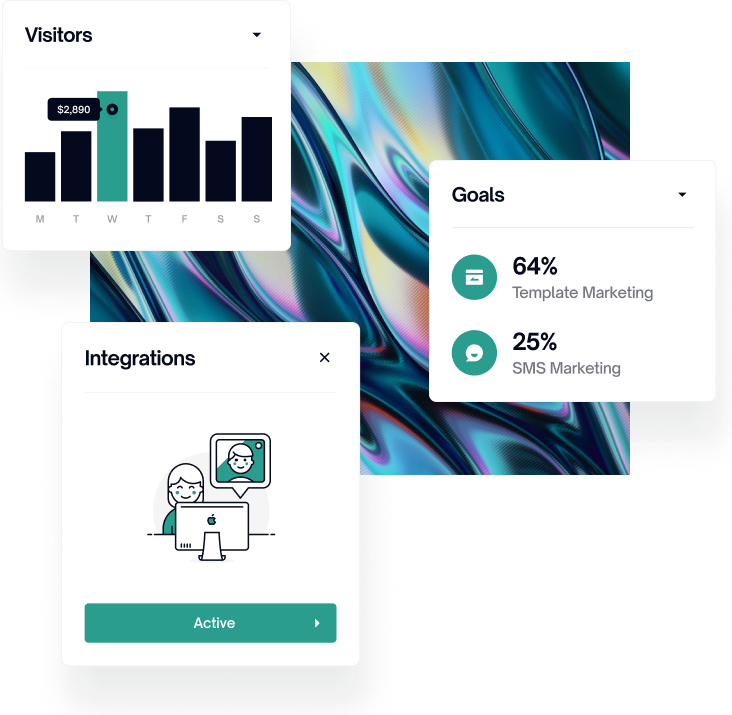 Visitors
$2,890
M T W T F S S
Goals
64%
Template Marketing
25%
SMS Marketing
Integrations
Active